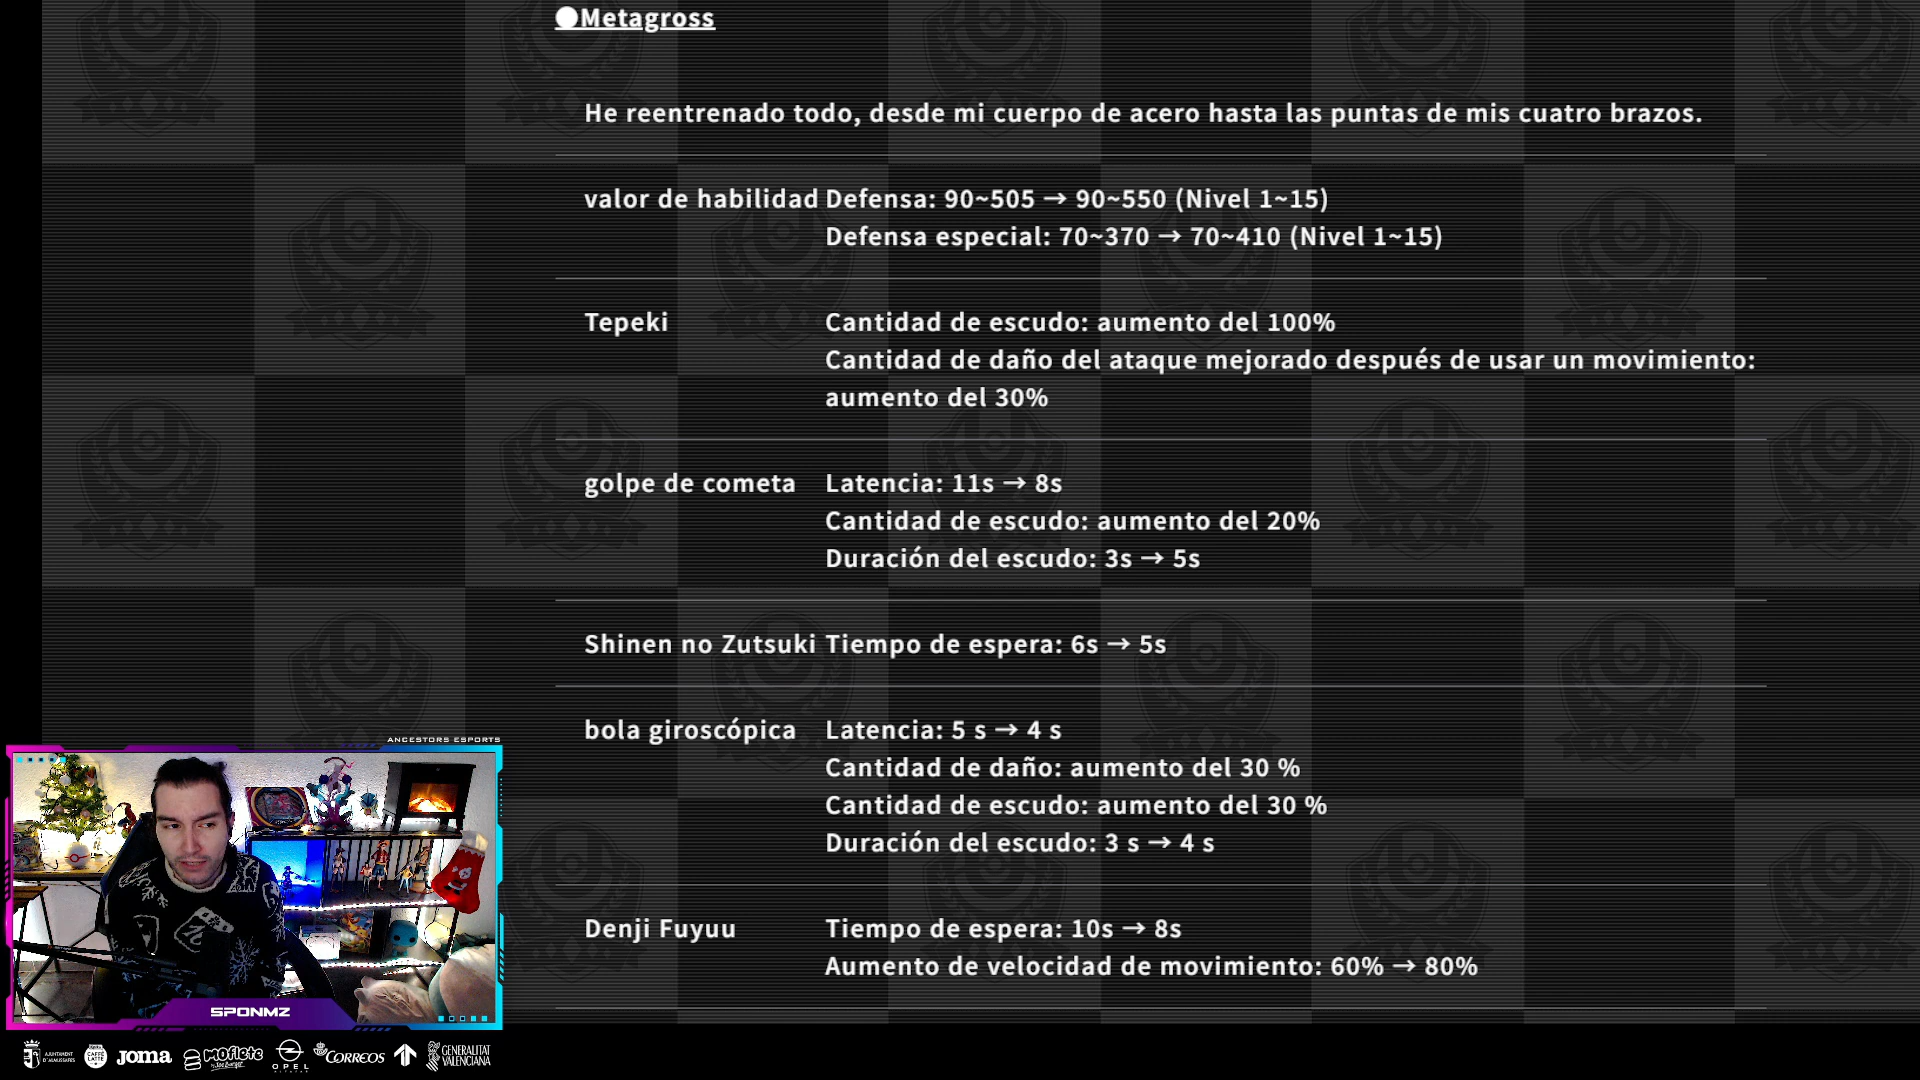 ●Metagross
He reentrenado todo, desde mi cuerpo de acero hasta las puntas de mis cuatro brazos.
valor de habilidad Defensa: 90~505 → 90~550 (Nivel 1~15)
Defensa especial: 70~370 → 70~410 (Nivel 1~15)
Tepeki Cantidad de escudo: aumento del 100%
Cantidad de daño del ataque mejorado después de usar un movimiento:
aumento del 30%
golpe de cometa Latencia: 11s → 8s
Cantidad de escudo: aumento del 20%
Duración del escudo: 3s → 5s
Shinen no Zutsuki Tiempo de espera: 6s → 5s
bola giroscópica Latencia: 5 s → 4 s
Cantidad de daño: aumento del 30 %
Cantidad de escudo: aumento del 30 %
Duración del escudo: 3 s → 4 s
Denji Fuyuu Tiempo de espera: 10s → 8s
Aumento de velocidad de movimiento: 60% → 80%
ANCESTORS ESPORTS
SPONMZ
AJUNTAMENT
D'ALMUSSAFES
CAFFÈ
LATTE
Joma
MOFLETE
OPEL
CORREOS
GENERALITAT
VALENCIANA